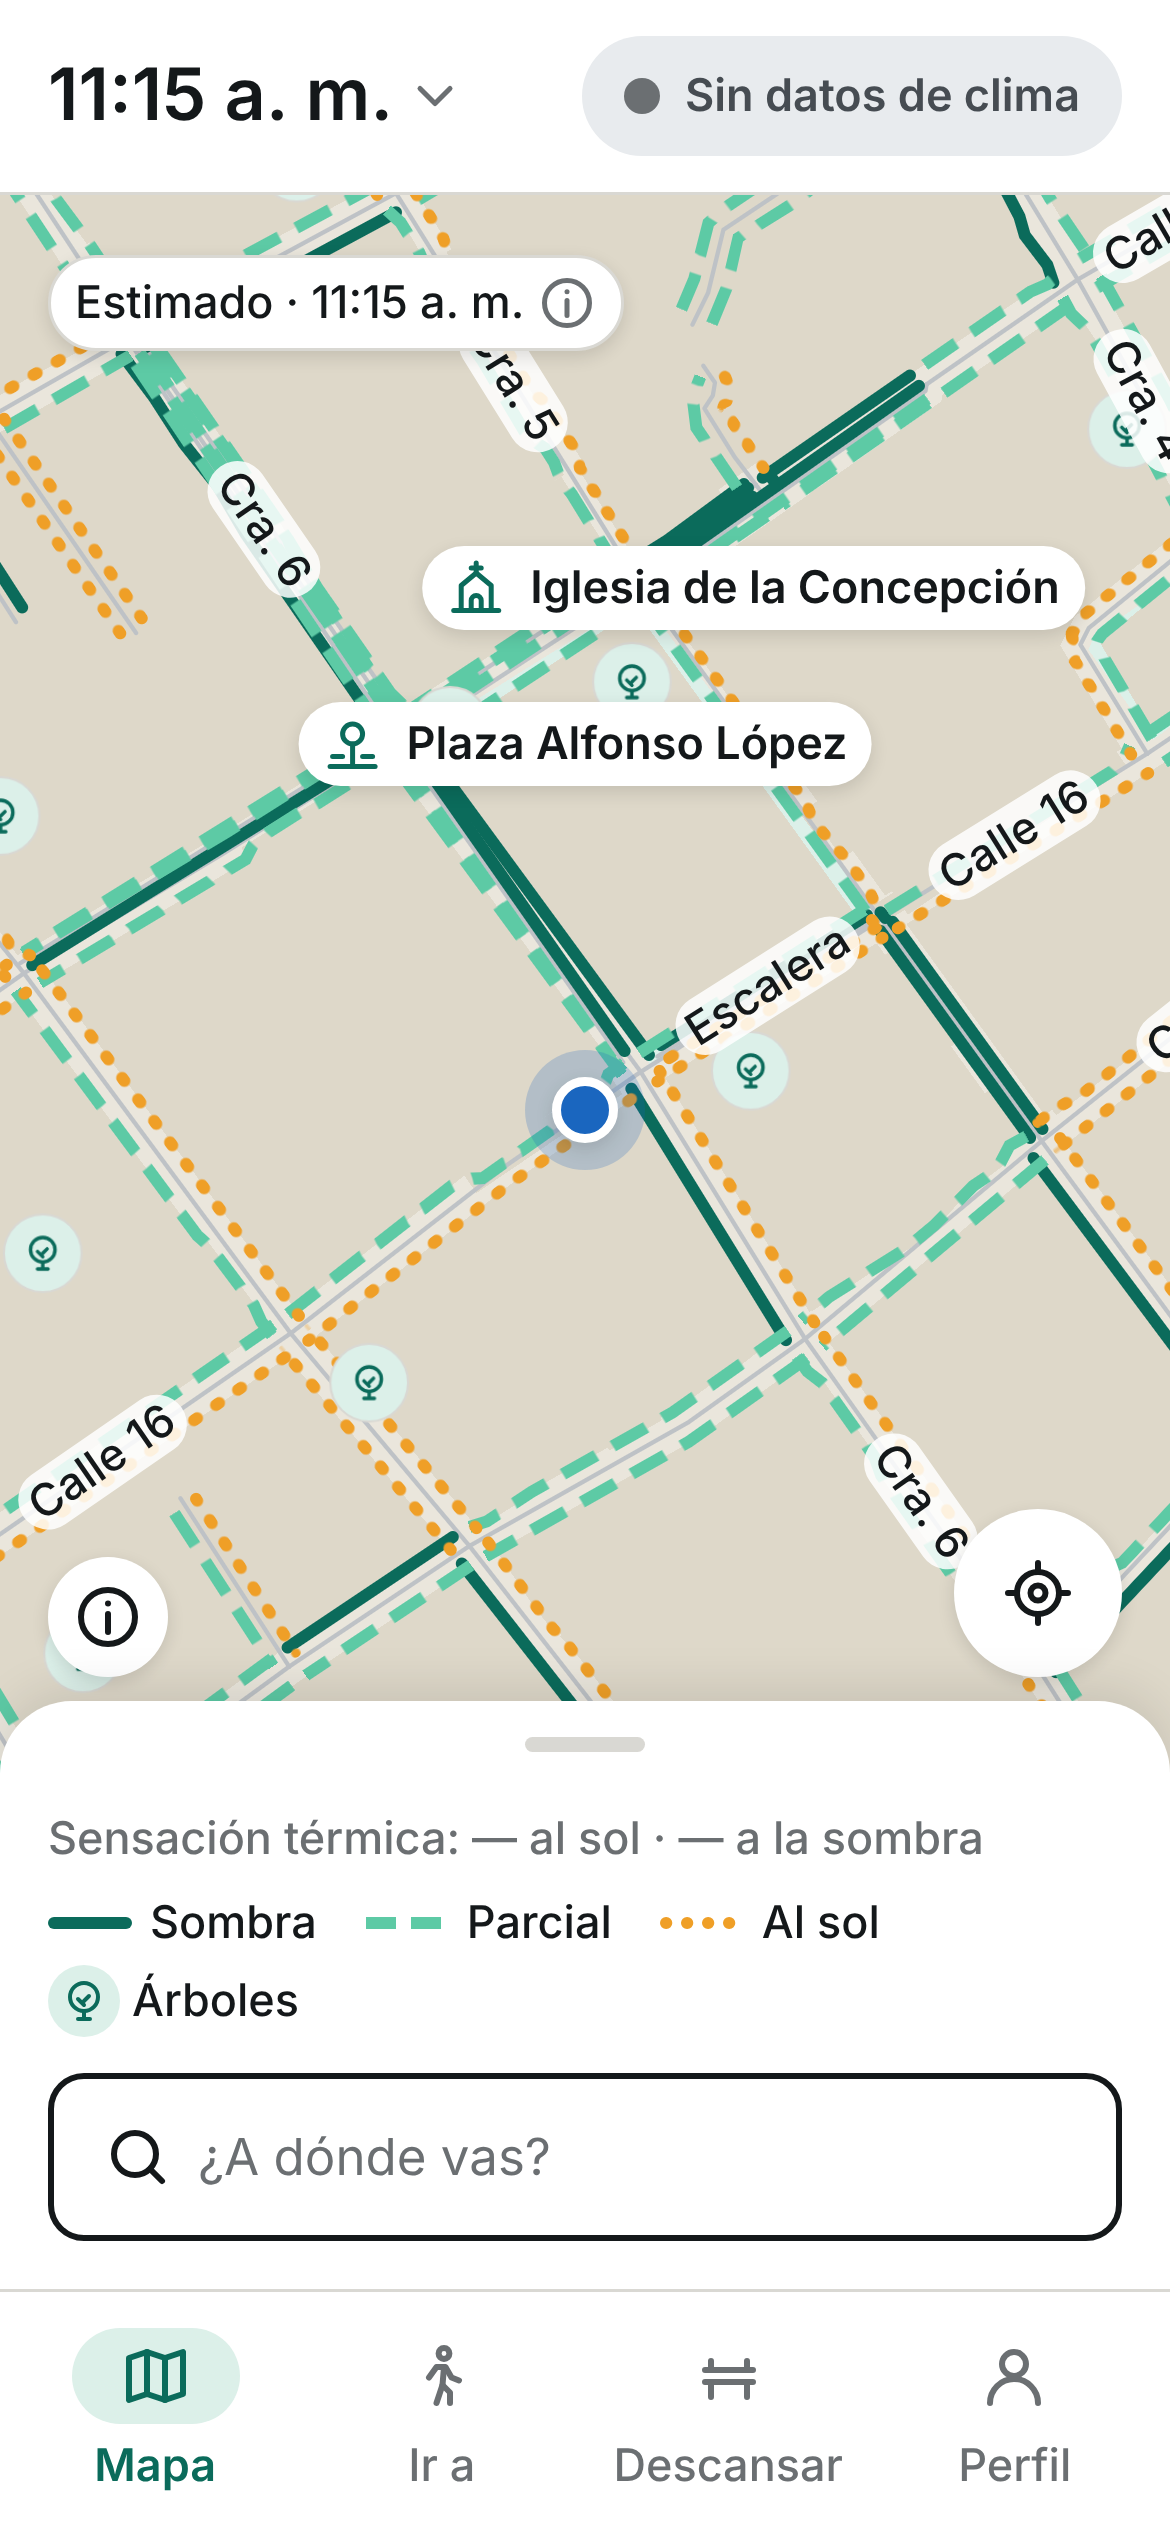 11:15 a. m.
Sin datos de clima
Estimado · 11:15 a. m.
Cra. 5
Cra. 4
Cra. 6
Iglesia de la Concepción
Plaza Alfonso López
Calle 16
Escalera
Calle 16
Cra. 6
Sensación térmica: — al sol · — a la sombra
Sombra
Parcial
Al sol
Árboles
¿A dónde vas?
Mapa
Ir a
Descansar
Perfil